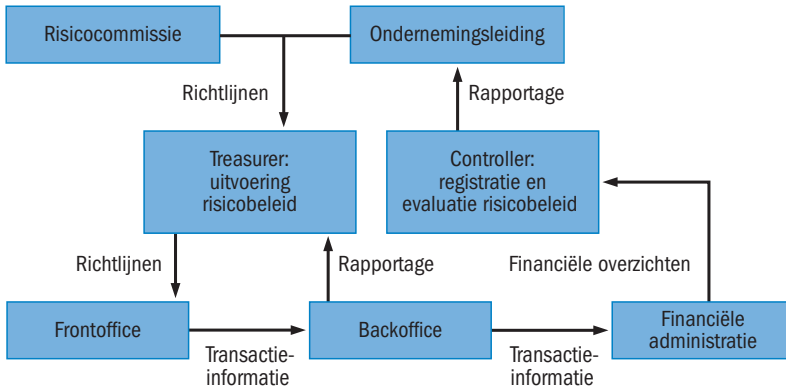 Risicocommissie
Ondernemingsleiding
Richtlijnen
Rapportage
Treasurer:
uitvoering
risicobeleid
Controller:
registratie en
evaluatie risicobeleid
Richtlijnen
Rapportage
Financiële overzichten
Frontoffice
Backoffice
Financiële
administratie
Transactie-
informatie
Transactie-
informatie